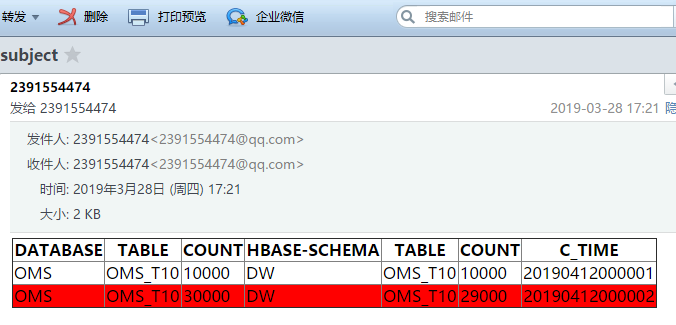 转发 删除 打印预览 企业微信 搜索邮件
subject
2391554474
发给 2391554474 2019-03-28 17:21
发件人: 2391554474<2391554474@qq.com>
收件人: 2391554474<2391554474@qq.com>
时间: 2019年3月28日 (周四) 17:21
大小: 2 KB
DATABASE TABLE COUNT HBASE-SCHEMA TABLE COUNT C_TIME
OMS OMS_T10 10000 DW OMS_T10 10000 20190412000001
OMS OMS_T10 30000 DW OMS_T10 29000 20190412000002